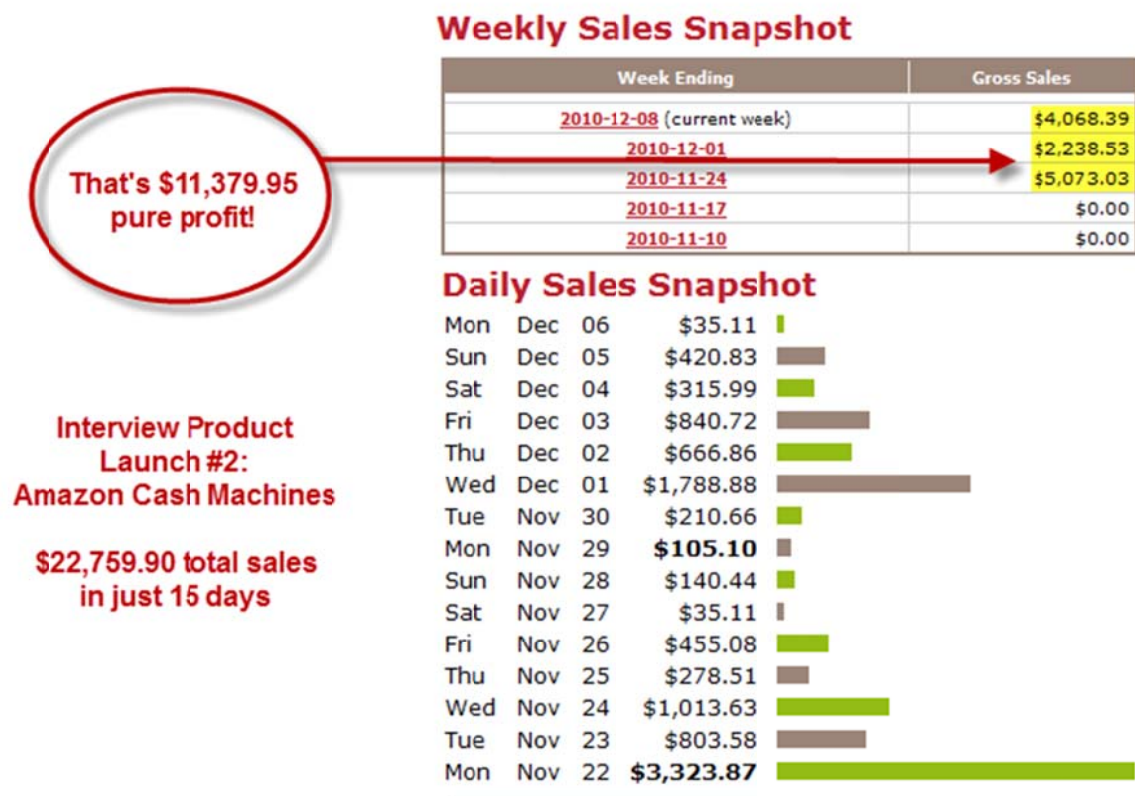 Weekly Sales Snapshot
Week Ending Gross Sales
2010-12-08 (current week) $4,068.39
2010-12-01 $2,238.53
2010-11-24 $5,073.03
2010-11-17 $0.00
2010-11-10 $0.00
That's $11,379.95
pure profit!
Daily Sales Snapshot
Mon Dec 06 $35.11
Sun Dec 05 $420.83
Sat Dec 04 $315.99
Fri Dec 03 $840.72
Thu Dec 02 $666.86
Wed Dec 01 $1,788.88
Tue Nov 30 $210.66
Mon Nov 29 $105.10
Sun Nov 28 $140.44
Sat Nov 27 $35.11
Fri Nov 26 $455.08
Thu Nov 25 $278.51
Wed Nov 24 $1,013.63
Tue Nov 23 $803.58
Mon Nov 22 $3,323.87
Interview Product
Launch #2:
Amazon Cash Machines
$22,759.90 total sales
in just 15 days